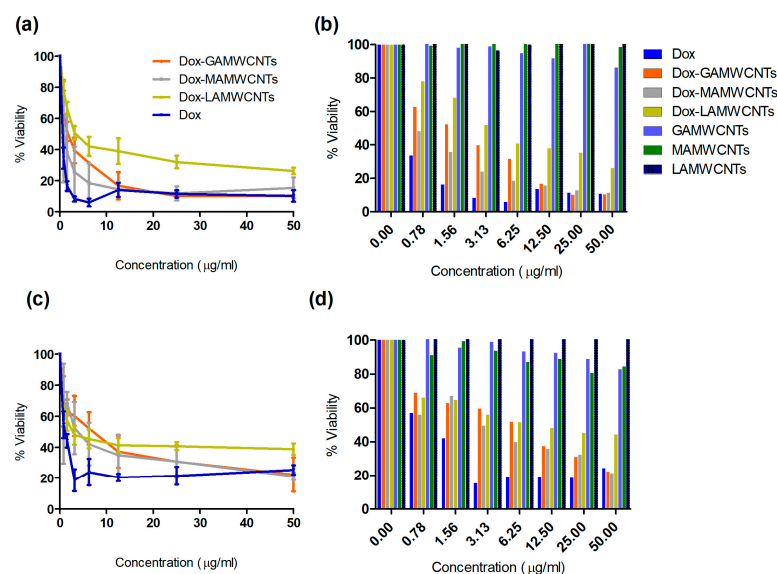 (a)
100
80
60
40
20
0
% Viability
0 10 20 30 40 50
Concentration ( μg/ml)
Dox-GAMWCNTs
Dox-MAMWCNTs
Dox-LAMWCNTs
Dox
(b)
100
80
60
40
20
0
% Viability
0.00 0.78 1.56 3.13 6.25 12.50 25.00 50.00
Concentration ( μg/ml)
Dox
Dox-GAMWCNTs
Dox-MAMWCNTs
Dox-LAMWCNTs
GAMWCNTs
MAMWCNTs
LAMWCNTs
(c)
100
80
60
40
20
0
% Viability
0 10 20 30 40 50
Concentration ( μg/ml)
(d)
100
80
60
40
20
0
% Viability
0.00 0.78 1.56 3.13 6.25 12.50 25.00 50.00
Concentration ( μg/ml)